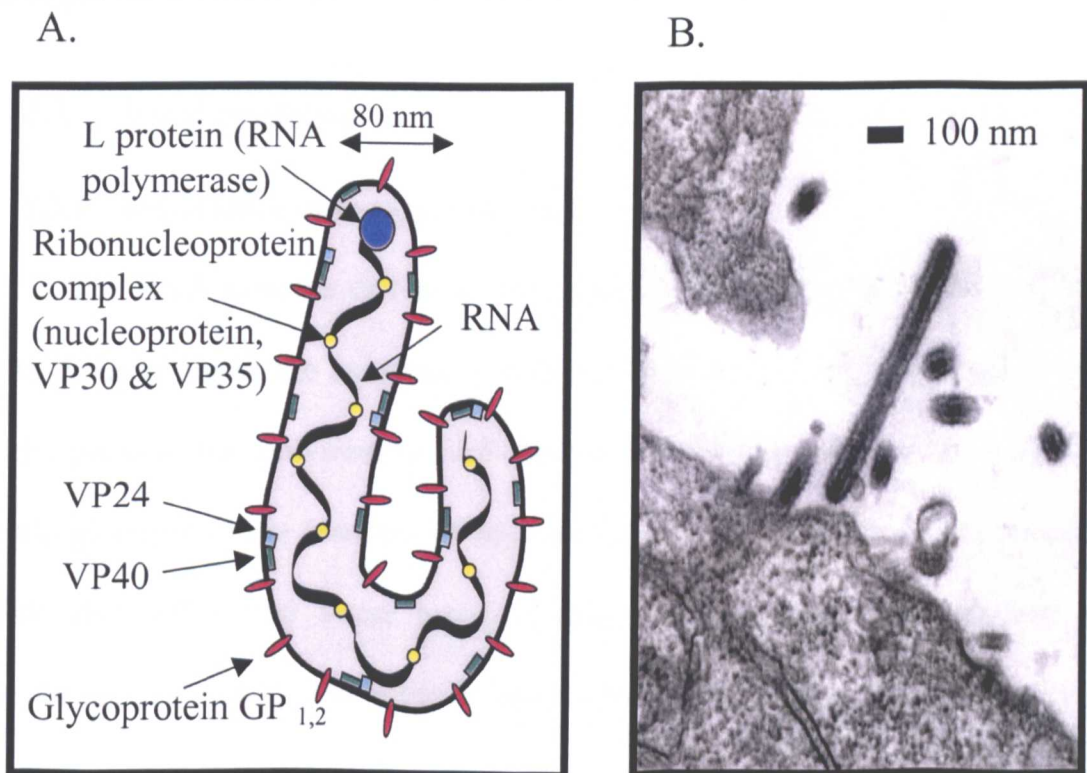 A.
B.
80 nm
L protein (RNA
polymerase)
Ribonucleoprotein
complex
(nucleoprotein,
VP30 & VP35)
RNA
VP24
VP40
Glycoprotein GP 1,2
100 nm